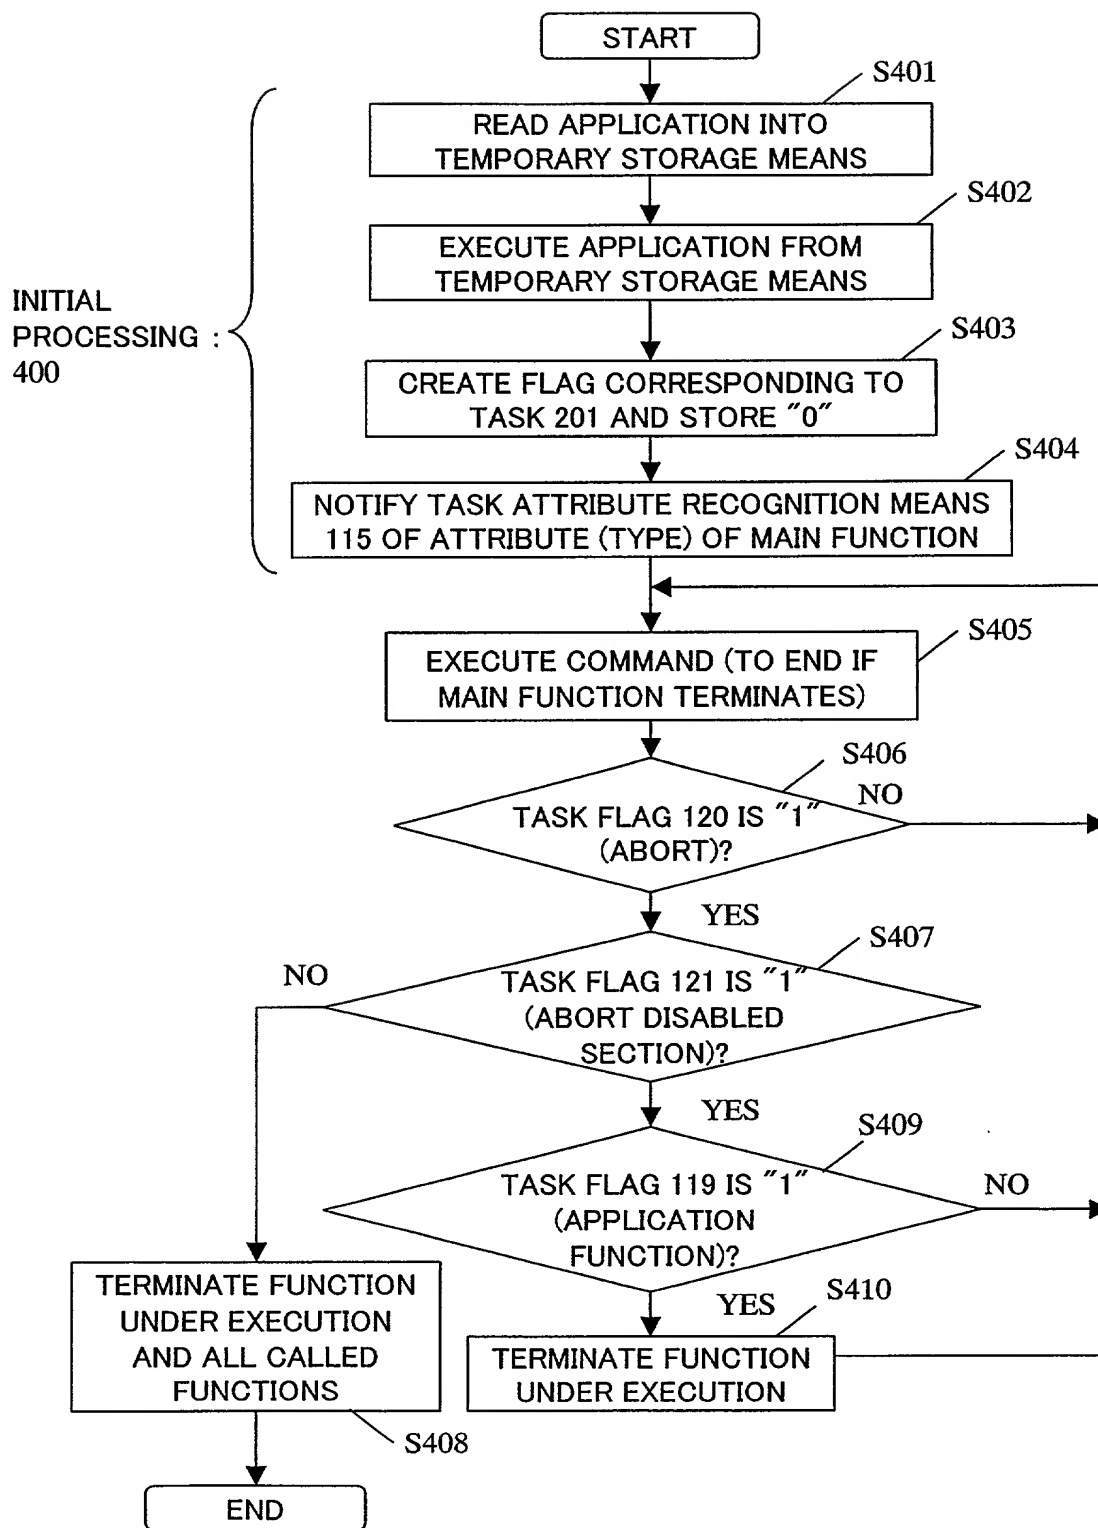 START
S401
READ APPLICATION INTO
TEMPORARY STORAGE MEANS
S402
EXECUTE APPLICATION FROM
TEMPORARY STORAGE MEANS
INITIAL
PROCESSING :
400
S403
CREATE FLAG CORRESPONDING TO
TASK 201 AND STORE "0"
S404
NOTIFY TASK ATTRIBUTE RECOGNITION MEANS
115 OF ATTRIBUTE (TYPE) OF MAIN FUNCTION
S405
EXECUTE COMMAND (TO END IF
MAIN FUNCTION TERMINATES)
S406
NO
TASK FLAG 120 IS "1"
(ABORT)?
YES
S407
NO
TASK FLAG 121 IS "1"
(ABORT DISABLED
SECTION)?
YES
S409
NO
TASK FLAG 119 IS "1"
(APPLICATION
FUNCTION)?
YES
S410
TERMINATE FUNCTION
UNDER EXECUTION
TERMINATE FUNCTION
UNDER EXECUTION
AND ALL CALLED
FUNCTIONS
S408
END